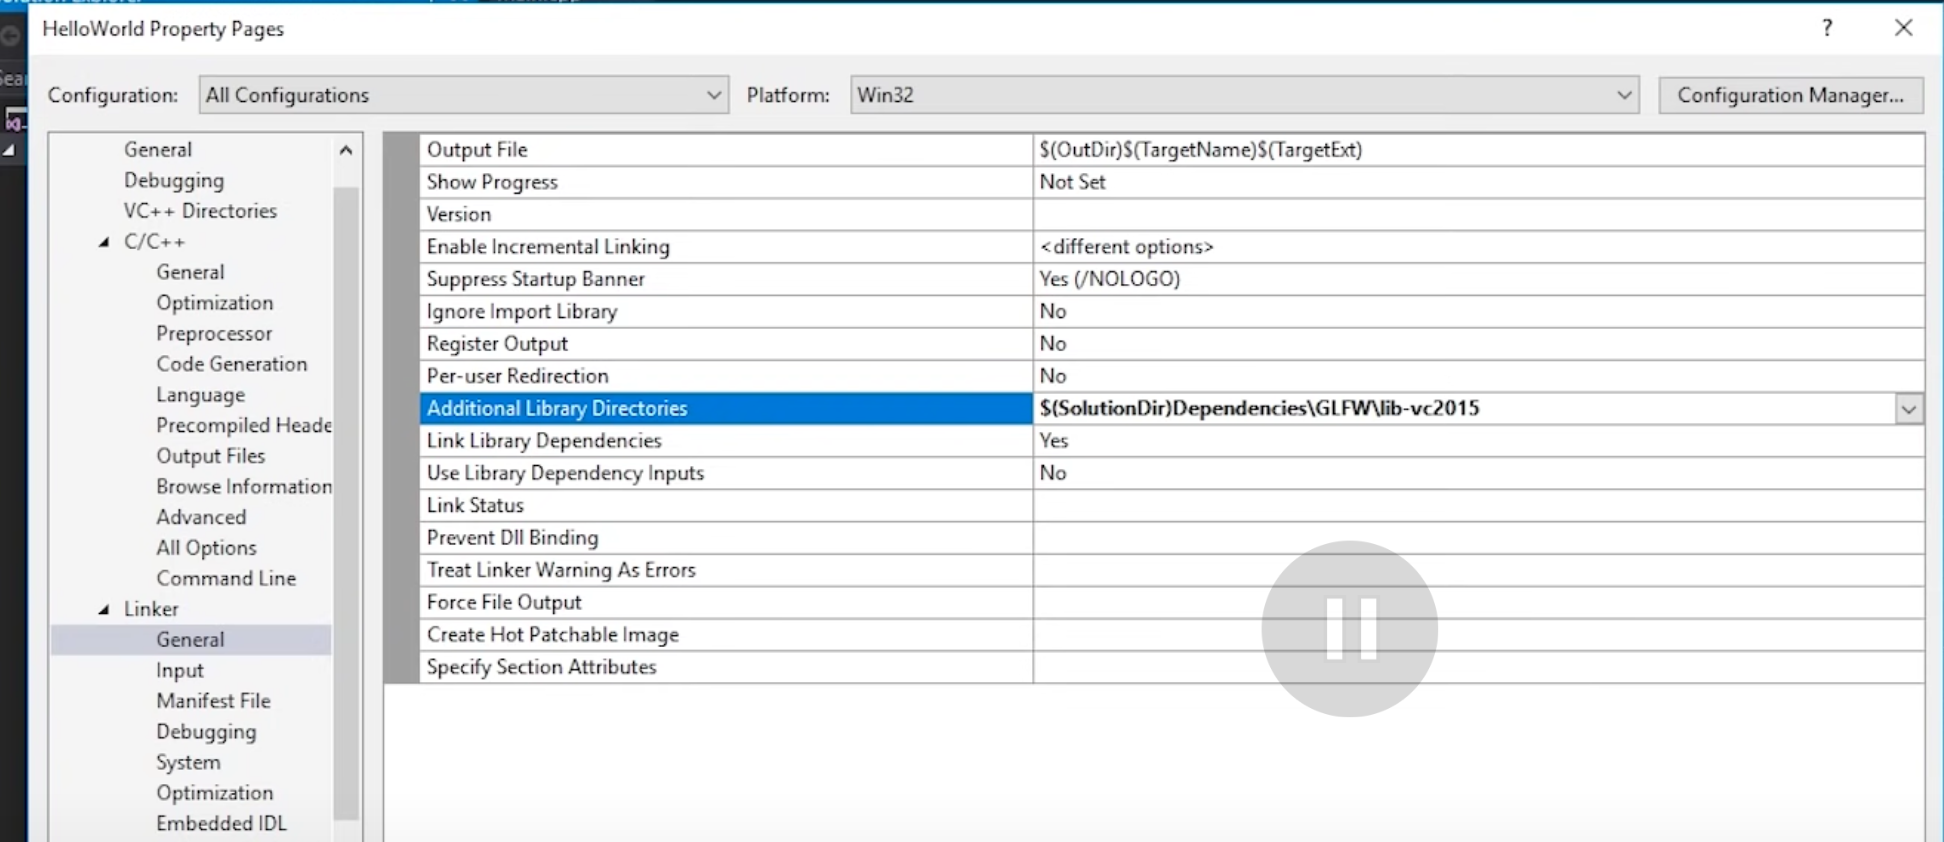 HelloWorld Property Pages
?
Configuration: All Configurations Platform: Win32 Configuration Manager...
General
Debugging
VC++ Directories
C/C++
General
Optimization
Preprocessor
Code Generation
Language
Precompiled Heade
Output Files
Browse Information
Advanced
All Options
Command Line
Linker
General
Input
Manifest File
Debugging
System
Optimization
Embedded IDL
Output File $(OutDir)$(TargetName)$(TargetExt)
Show Progress Not Set
Version
Enable Incremental Linking <different options>
Suppress Startup Banner Yes (/NOLOGO)
Ignore Import Library No
Register Output No
Per-user Redirection No
Additional Library Directories $(SolutionDir)Dependencies\GLFW\lib-vc2015
Link Library Dependencies Yes
Use Library Dependency Inputs No
Link Status
Prevent Dll Binding
Treat Linker Warning As Errors
Force File Output
Create Hot Patchable Image
Specify Section Attributes